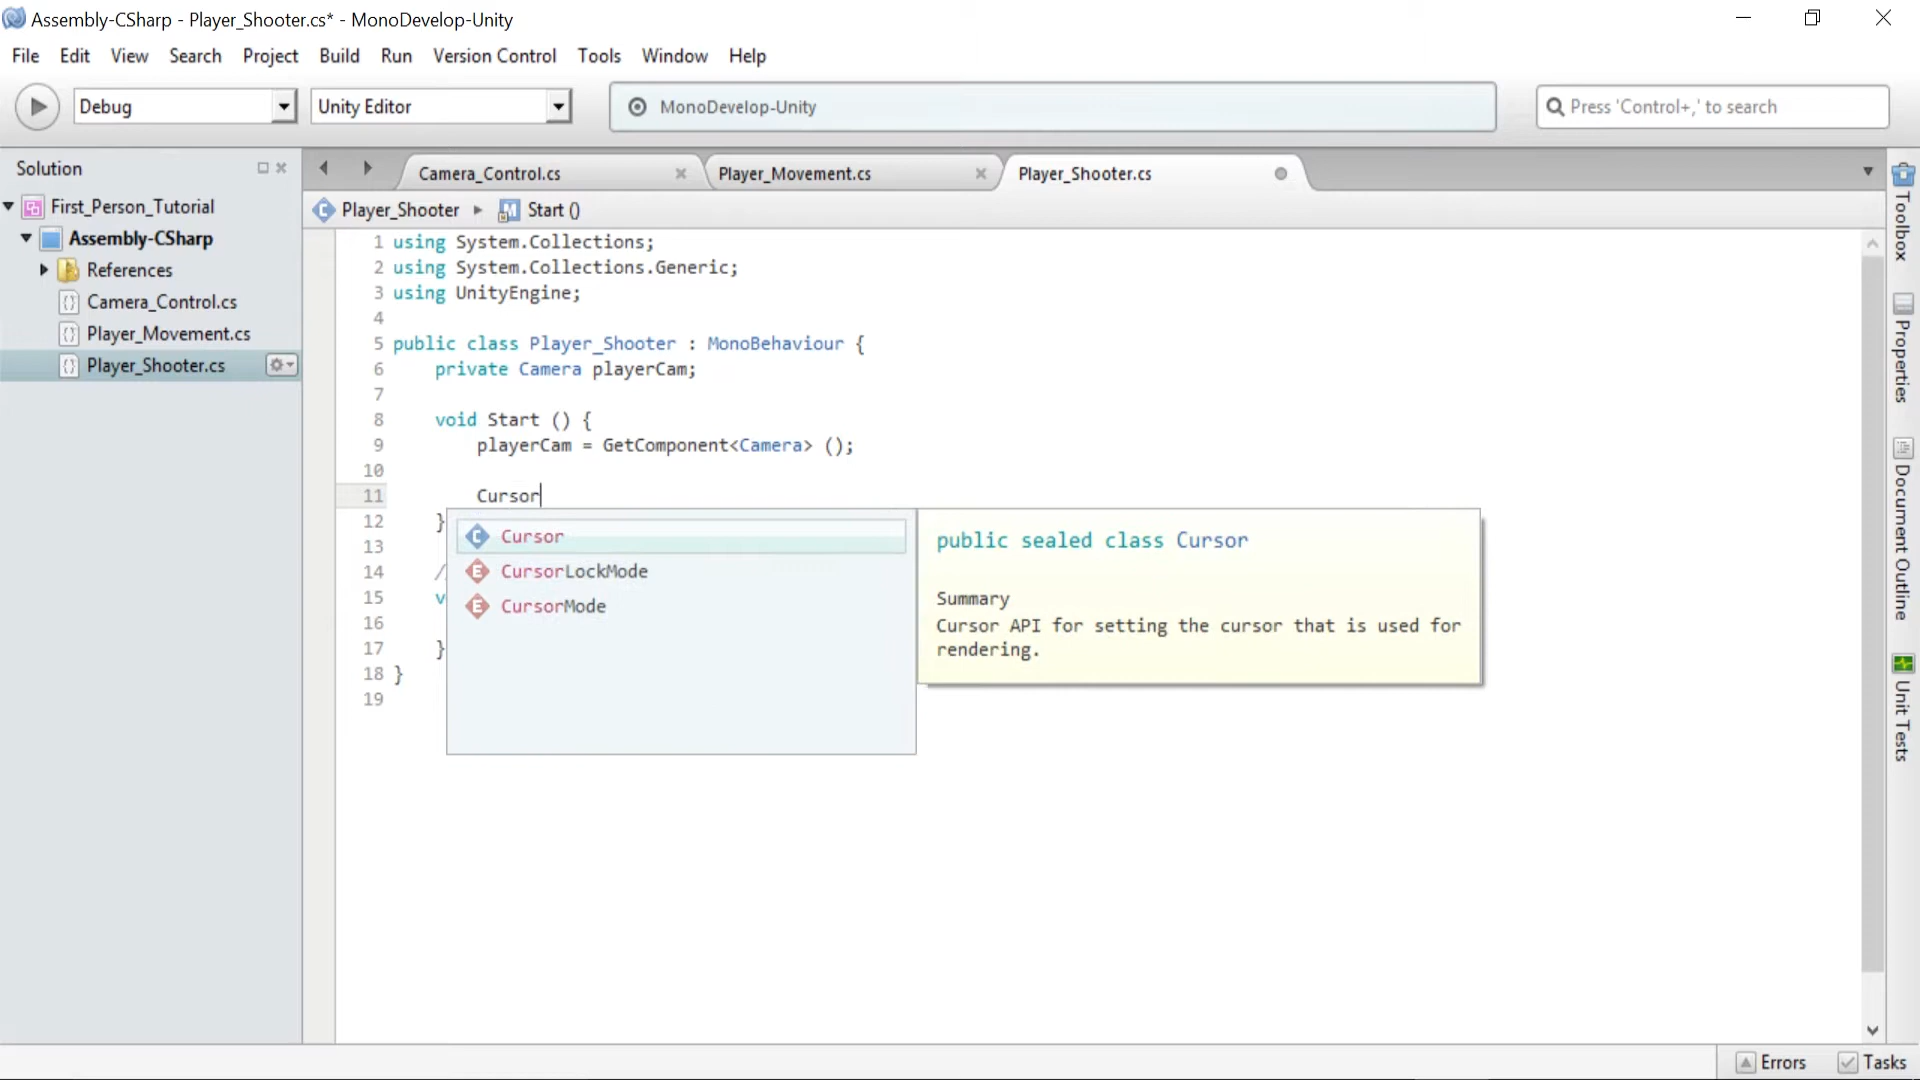 Assembly-CSharp - Player_Shooter.cs* - MonoDevelop-Unity
File Edit View Search Project Build Run Version Control Tools Window Help
Debug Unity Editor MonoDevelop-Unity Press 'Control+,' to search
Solution
First_Person_Tutorial
Assembly-CSharp
References
Camera_Control.cs
Player_Movement.cs
Player_Shooter.cs
Camera_Control.cs Player_Movement.cs Player_Shooter.cs
Player_Shooter Start ()
1 using System.Collections;
2 using System.Collections.Generic;
3 using UnityEngine;
4
5 public class Player_Shooter : MonoBehaviour {
6 private Camera playerCam;
7
8 void Start () {
9 playerCam = GetComponent<Camera> ();
10
11 Cursor
12 }
13
14 /
15 v
16
17 }
18 }
19
Cursor
CursorLockMode
CursorMode
public sealed class Cursor
Summary
Cursor API for setting the cursor that is used for
rendering.
Toolbox
Properties
Document Outline
Unit Tests
Errors Tasks